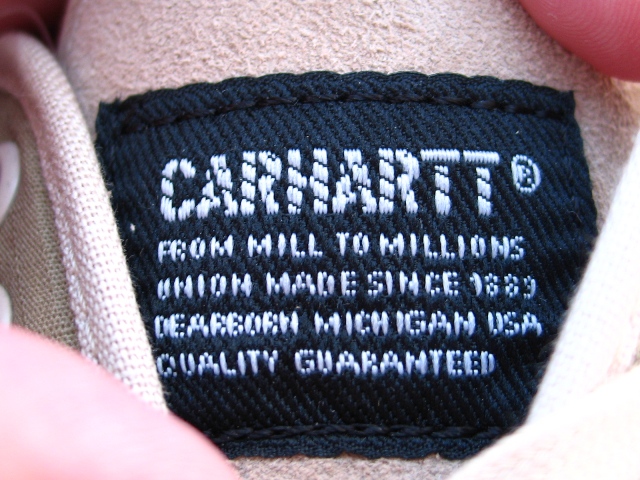 CARHARTT®
FROM MILL TO MILLIONS
UNION MADE SINCE 1889
DEARBORN MICHIGAN USA
QUALITY GUARANTEED